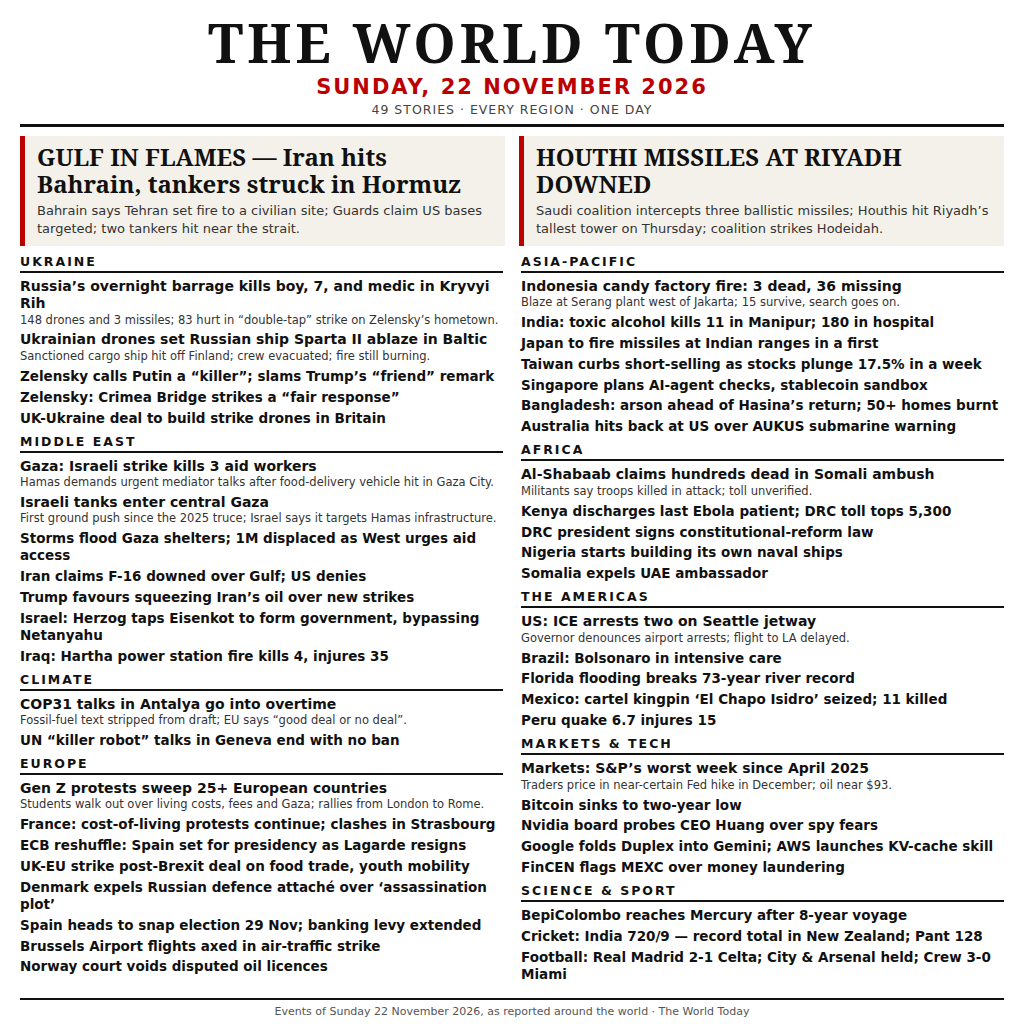 THE WORLD TODAY
SUNDAY, 22 NOVEMBER 2026
49 STORIES · EVERY REGION · ONE DAY
GULF IN FLAMES — Iran hits
Bahrain, tankers struck in Hormuz
Bahrain says Tehran set fire to a civilian site; Guards claim US bases
targeted; two tankers hit near the strait.
HOUTHI MISSILES AT RIYADH
DOWNED
Saudi coalition intercepts three ballistic missiles; Houthis hit Riyadh’s
tallest tower on Thursday; coalition strikes Hodeidah.
UKRAINE
Russia’s overnight barrage kills boy, 7, and medic in Kryvyi
Rih
148 drones and 3 missiles; 83 hurt in “double-tap” strike on Zelensky’s hometown.
Ukrainian drones set Russian ship Sparta II ablaze in Baltic
Sanctioned cargo ship hit off Finland; crew evacuated; fire still burning.
Zelensky calls Putin a “killer”; slams Trump’s “friend” remark
Zelensky: Crimea Bridge strikes a “fair response”
UK-Ukraine deal to build strike drones in Britain
MIDDLE EAST
Gaza: Israeli strike kills 3 aid workers
Hamas demands urgent mediator talks after food-delivery vehicle hit in Gaza City.
Israeli tanks enter central Gaza
First ground push since the 2025 truce; Israel says it targets Hamas infrastructure.
Storms flood Gaza shelters; 1M displaced as West urges aid
access
Iran claims F-16 downed over Gulf; US denies
Trump favours squeezing Iran’s oil over new strikes
Israel: Herzog taps Eisenkot to form government, bypassing
Netanyahu
Iraq: Hartha power station fire kills 4, injures 35
CLIMATE
COP31 talks in Antalya go into overtime
Fossil-fuel text stripped from draft; EU says “good deal or no deal”.
UN “killer robot” talks in Geneva end with no ban
EUROPE
Gen Z protests sweep 25+ European countries
Students walk out over living costs, fees and Gaza; rallies from London to Rome.
France: cost-of-living protests continue; clashes in Strasbourg
ECB reshuffle: Spain set for presidency as Lagarde resigns
UK-EU strike post-Brexit deal on food trade, youth mobility
Denmark expels Russian defence attaché over ‘assassination
plot’
Spain heads to snap election 29 Nov; banking levy extended
Brussels Airport flights axed in air-traffic strike
Norway court voids disputed oil licences
ASIA-PACIFIC
Indonesia candy factory fire: 3 dead, 36 missing
Blaze at Serang plant west of Jakarta; 15 survive, search goes on.
India: toxic alcohol kills 11 in Manipur; 180 in hospital
Japan to fire missiles at Indian ranges in a first
Taiwan curbs short-selling as stocks plunge 17.5% in a week
Singapore plans AI-agent checks, stablecoin sandbox
Bangladesh: arson ahead of Hasina’s return; 50+ homes burnt
Australia hits back at US over AUKUS submarine warning
AFRICA
Al-Shabaab claims hundreds dead in Somali ambush
Militants say troops killed in attack; toll unverified.
Kenya discharges last Ebola patient; DRC toll tops 5,300
DRC president signs constitutional-reform law
Nigeria starts building its own naval ships
Somalia expels UAE ambassador
THE AMERICAS
US: ICE arrests two on Seattle jetway
Governor denounces airport arrests; flight to LA delayed.
Brazil: Bolsonaro in intensive care
Florida flooding breaks 73-year river record
Mexico: cartel kingpin ‘El Chapo Isidro’ seized; 11 killed
Peru quake 6.7 injures 15
MARKETS & TECH
Markets: S&P’s worst week since April 2025
Traders price in near-certain Fed hike in December; oil near $93.
Bitcoin sinks to two-year low
Nvidia board probes CEO Huang over spy fears
Google folds Duplex into Gemini; AWS launches KV-cache skill
FinCEN flags MEXC over money laundering
SCIENCE & SPORT
BepiColombo reaches Mercury after 8-year voyage
Cricket: India 720/9 — record total in New Zealand; Pant 128
Football: Real Madrid 2-1 Celta; City & Arsenal held; Crew 3-0
Miami
Events of Sunday 22 November 2026, as reported around the world · The World Today